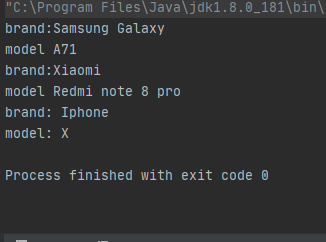 "C:\Program Files\Java\jdk1.8.0_181\bin\
brand:Samsung Galaxy
model A71
brand:Xiaomi
model Redmi note 8 pro
brand: Iphone
model: X
Process finished with exit code 0